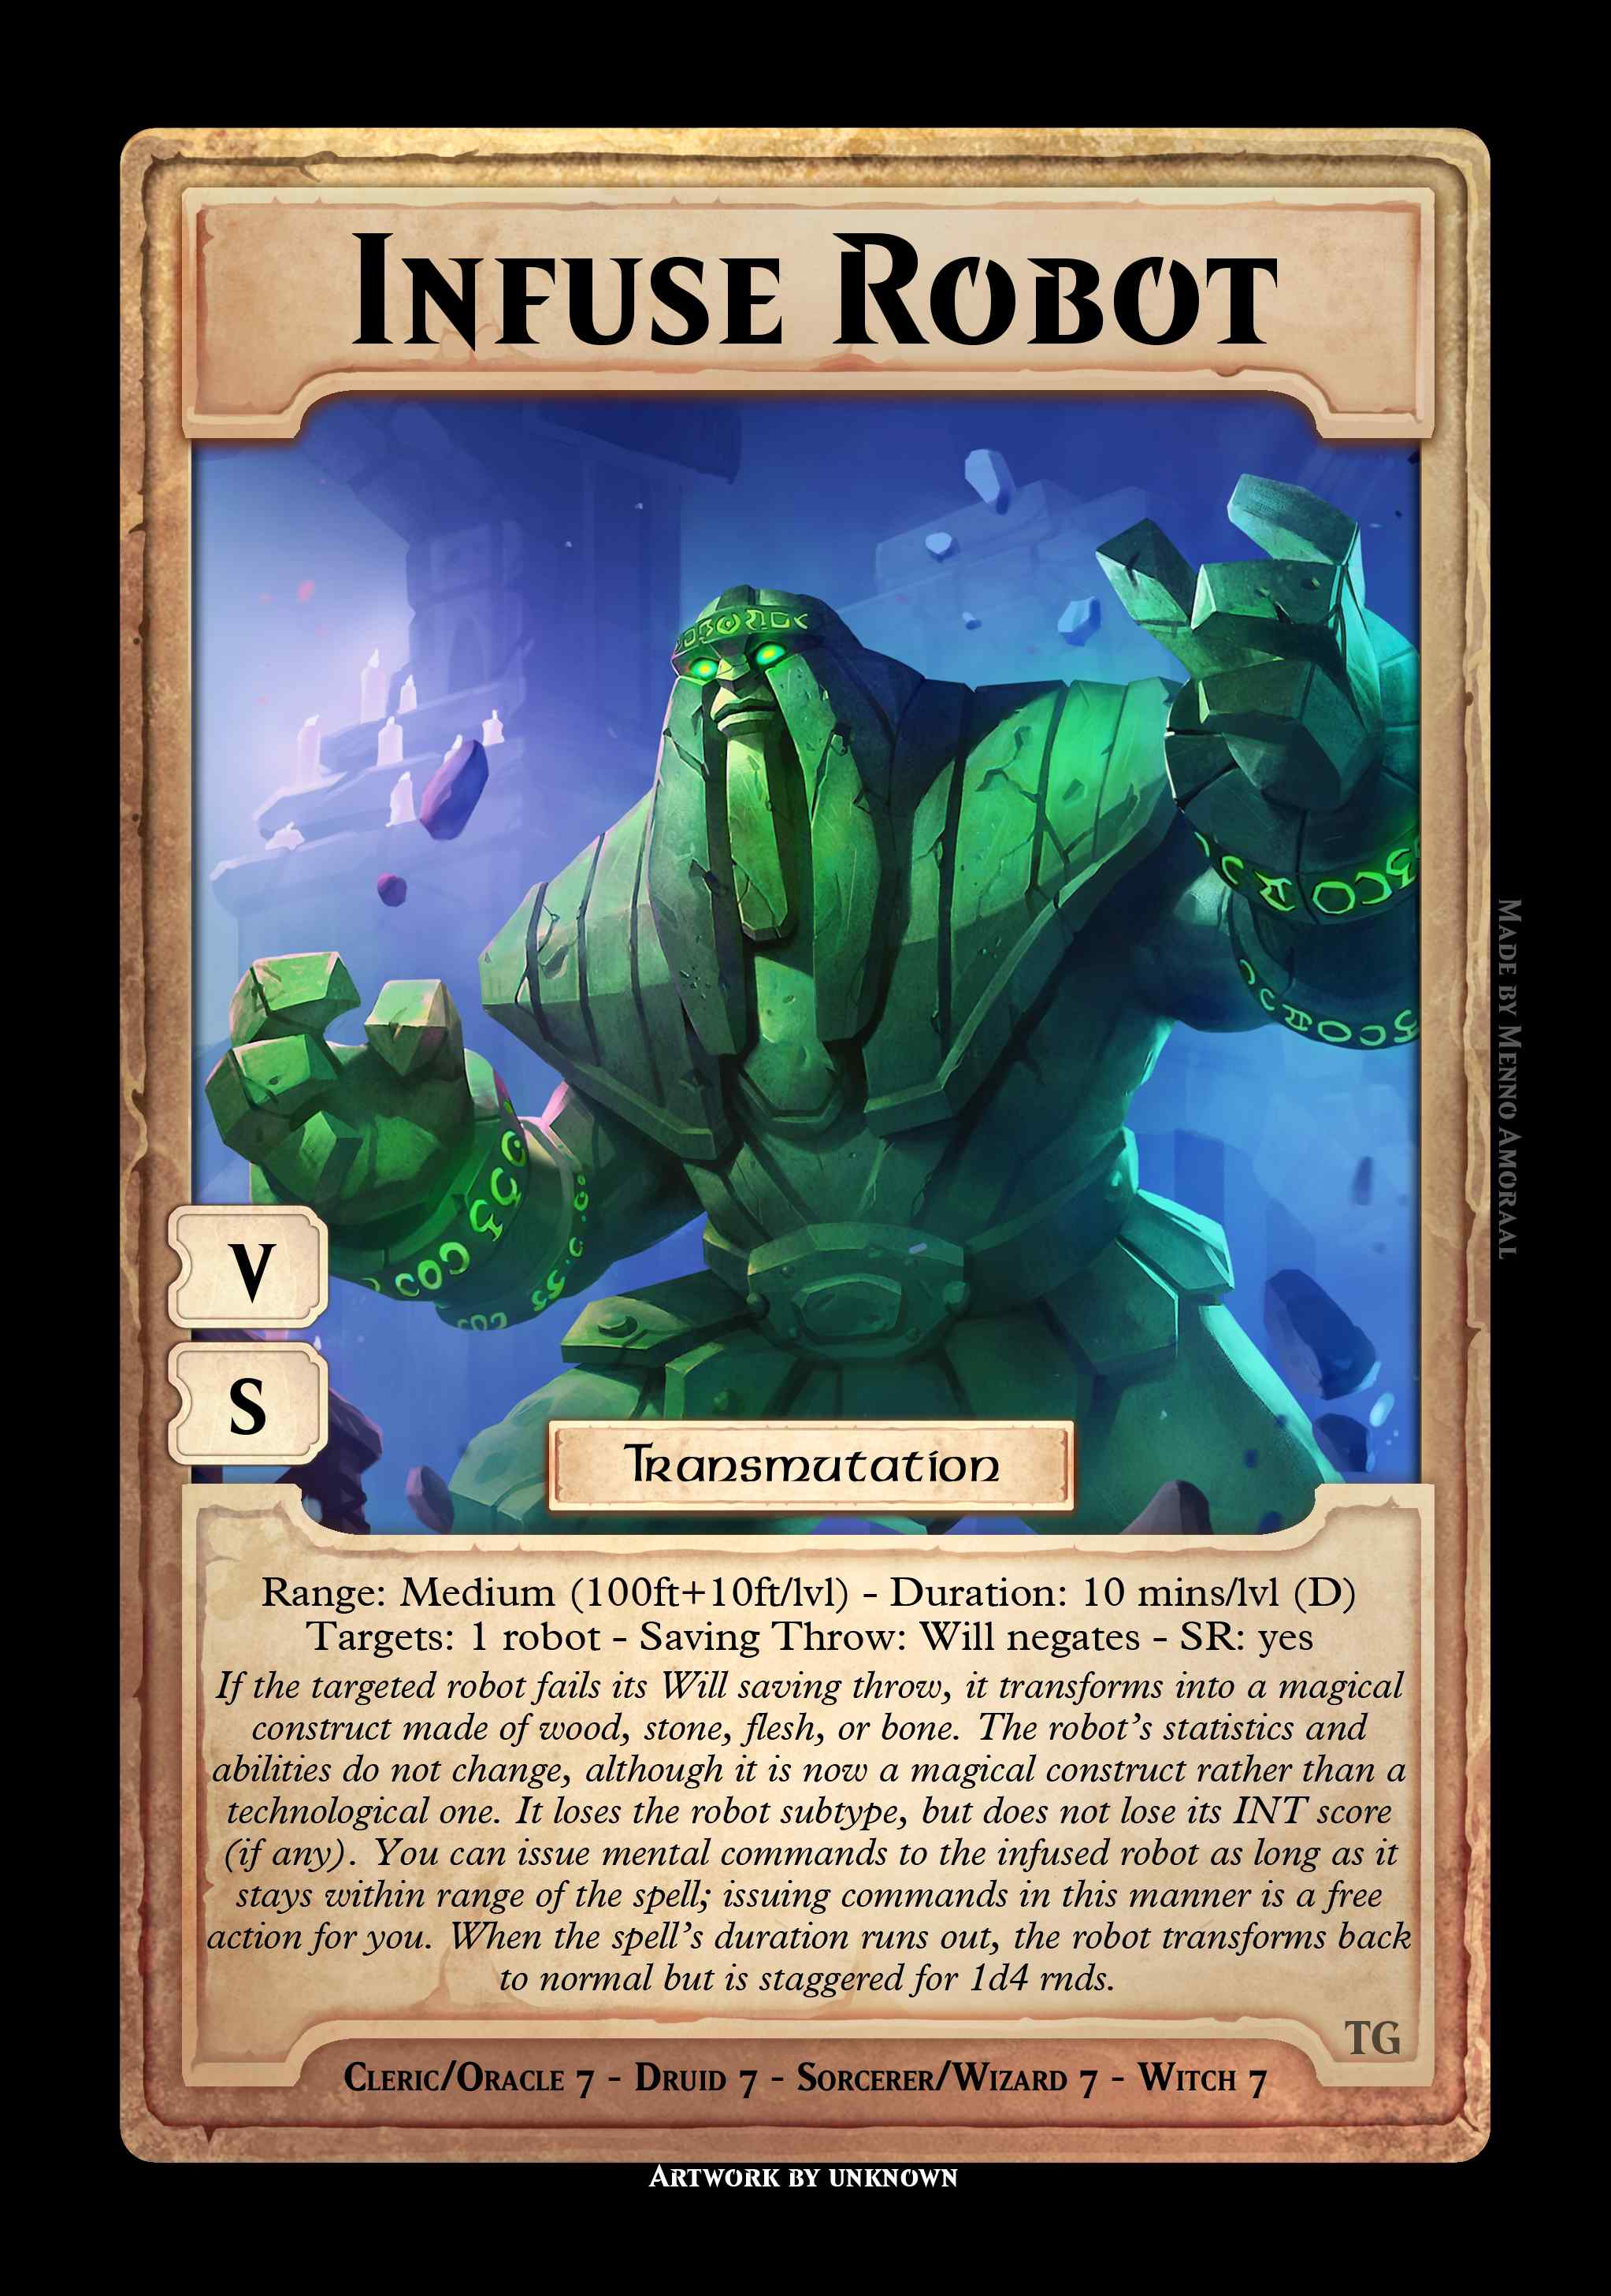 Infuse Robot
V
S
Transmutation
Range: Medium (100ft+10ft/lvl) - Duration: 10 mins/lvl (D)
Targets: 1 robot - Saving Throw: Will negates - SR: yes
If the targeted robot fails its Will saving throw, it transforms into a magical
construct made of wood, stone, flesh, or bone. The robot's statistics and
abilities do not change, although it is now a magical construct rather than a
technological one. It loses the robot subtype, but does not lose its INT score
(if any). You can issue mental commands to the infused robot as long as it
stays within range of the spell; issuing commands in this manner is a free
action for you. When the spell's duration runs out, the robot transforms back
to normal but is staggered for 1d4 rnds.
TG
Cleric/Oracle 7 - Druid 7 - Sorcerer/Wizard 7 - Witch 7
Artwork by unknown
Made by Menno Amoraal